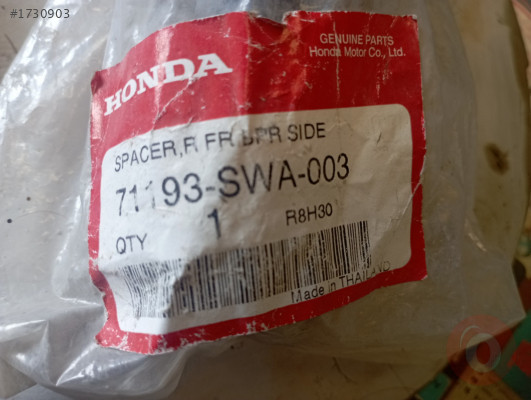 #1730903
GENUINE PARTS
Honda Motor Co., Ltd.
HONDA
SPACER,R FR BPR SIDE
71193-SWA-003
QTY 1 R8H30
Made in THAILAND